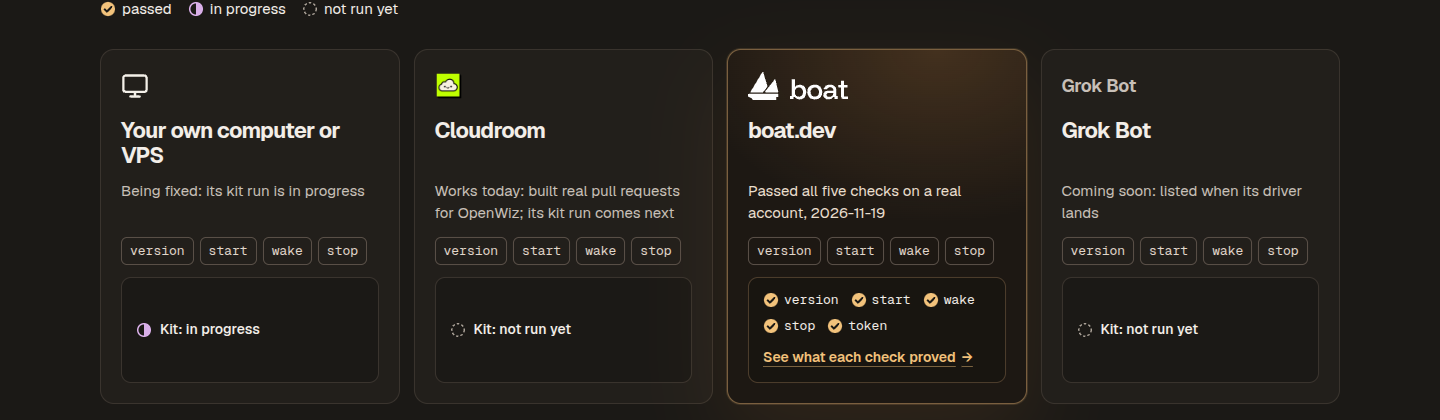 passed in progress not run yet
Your own computer or
VPS
Being fixed: its kit run is in progress
version start wake stop
Kit: in progress
Cloudroom
Works today: built real pull requests
for OpenWiz; its kit run comes next
version start wake stop
Kit: not run yet
boat
boat.dev
Passed all five checks on a real
account, 2026-11-19
version start wake stop
version start wake
stop token
See what each check proved →
Grok Bot
Grok Bot
Coming soon: listed when its driver
lands
version start wake stop
Kit: not run yet